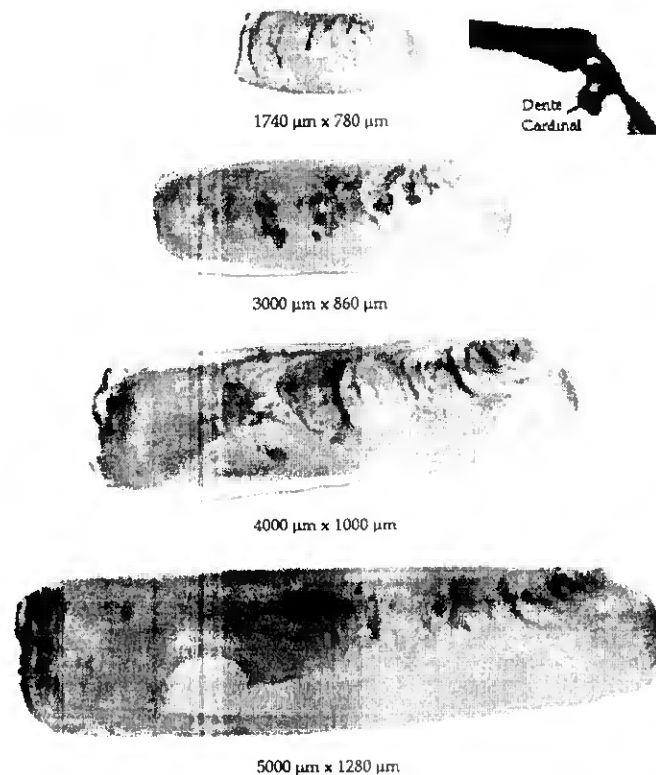 1740 µm x 780 µm
Dente
Cardinal
3000 µm x 860 µm
4000 µm x 1000 µm
5000 µm x 1280 µm